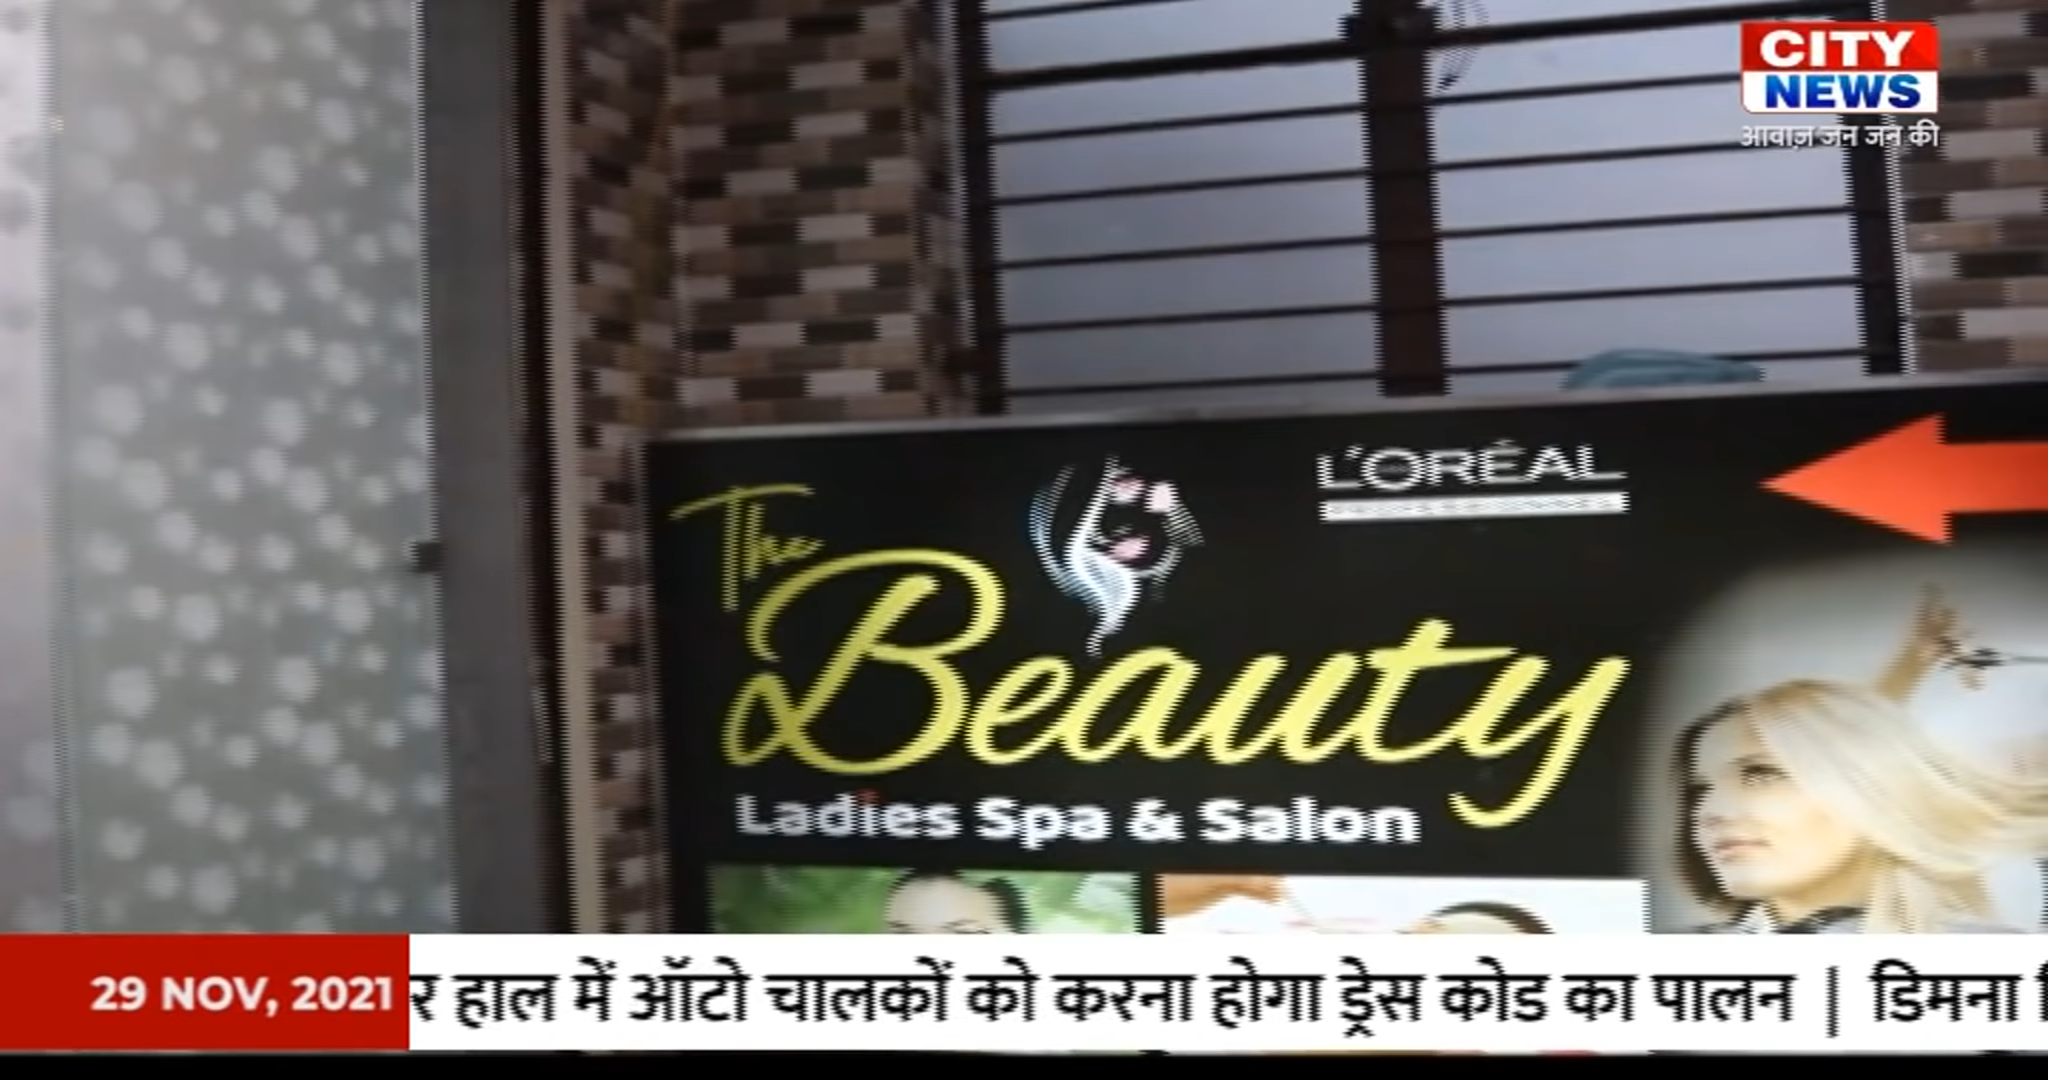 CITY
NEWS
आवाज़ जन जन की
L'ORÉAL
The
Beauty
Ladies Spa & Salon
29 NOV, 2021
र हाल में ऑटो चालकों को करना होगा ड्रेस कोड का पालन | डिमना